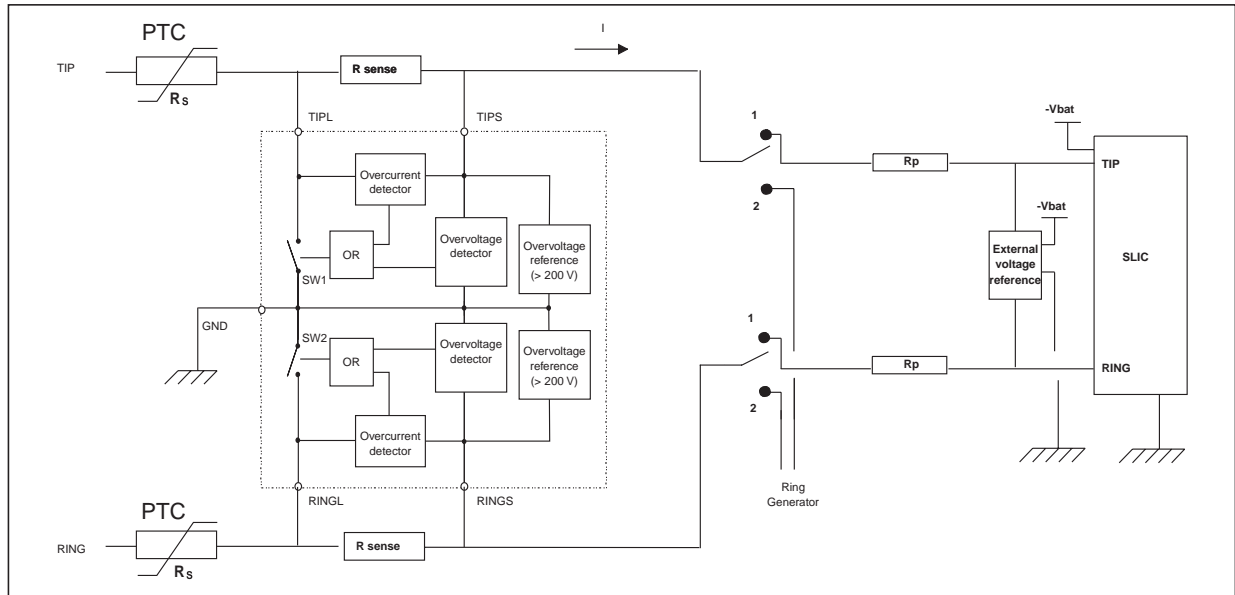 PTC
TIP
Rs
R sense
I
TIPL
TIPS
1
2
Rp
-Vbat
TIP
-Vbat
External
voltage
reference
SLIC
Overcurrent
detector
OR
Overvoltage
detector
Overvoltage
reference
(> 200 V)
SW1
GND
SW2
OR
Overvoltage
detector
Overvoltage
reference
(> 200 V)
Overcurrent
detector
1
2
Rp
RING
Ring
Generator
RINGL
RINGS
PTC
RING
Rs
R sense